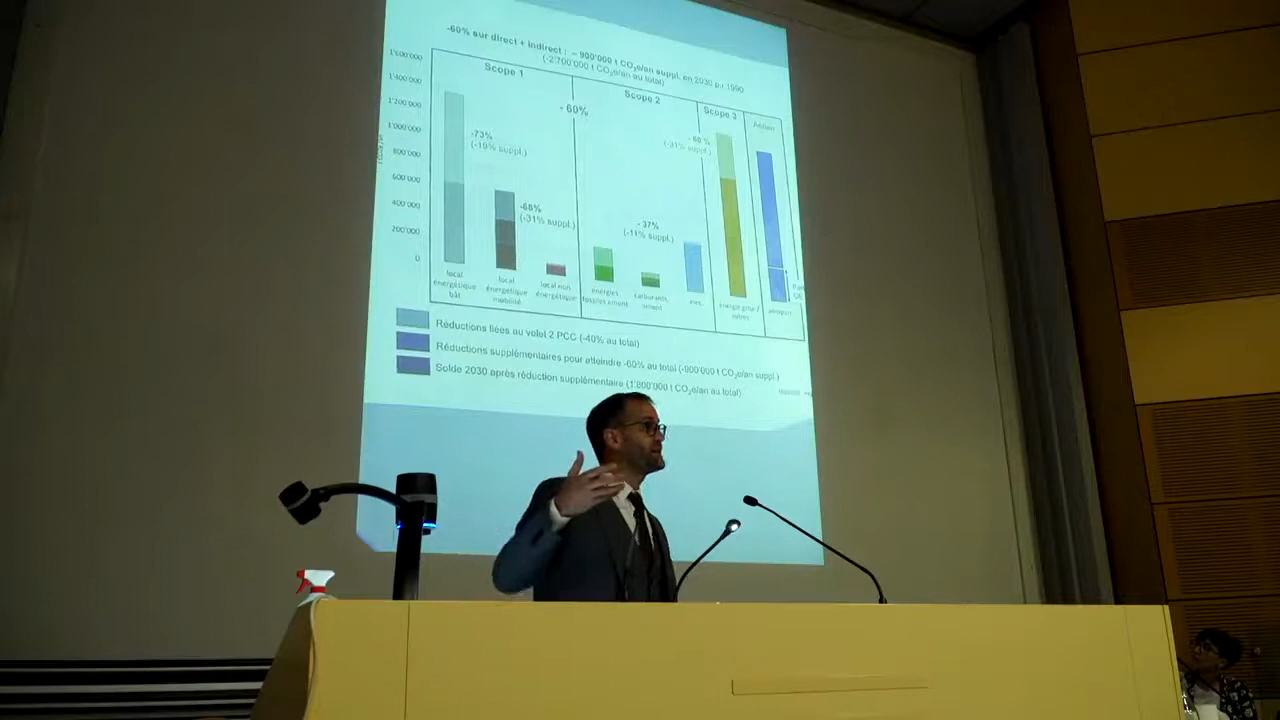 -60% sur direct + indirect : ~ 900'000 t CO₂e/an suppl. en 2030 p.r 1990
(-2'700'000 t CO₂e/an au total)
Scope 1
Scope 2
Scope 3
Aérien
- 60%
1'600'000
1'400'000
1'200'000
1'000'000
800'000
600'000
400'000
200'000
0
-73%
(-19% suppl.)
-68%
(-31% suppl.)
- 37%
(-11% suppl.)
- 60 %
(-31% suppl.)
local
énergétique
bât
local
énergétique
mobilité
local non
énergétique
énergies
fossiles
carburants,
élec.
énergie grise /
autres
aéroport
Réductions liées au volet 2 PCC (-40% au total)
Réductions supplémentaires pour atteindre -60% au total (-900'000 t CO₂e/an suppl.)
Solde 2030 après réduction supplémentaire (1'800'000 t CO₂e/an au total)